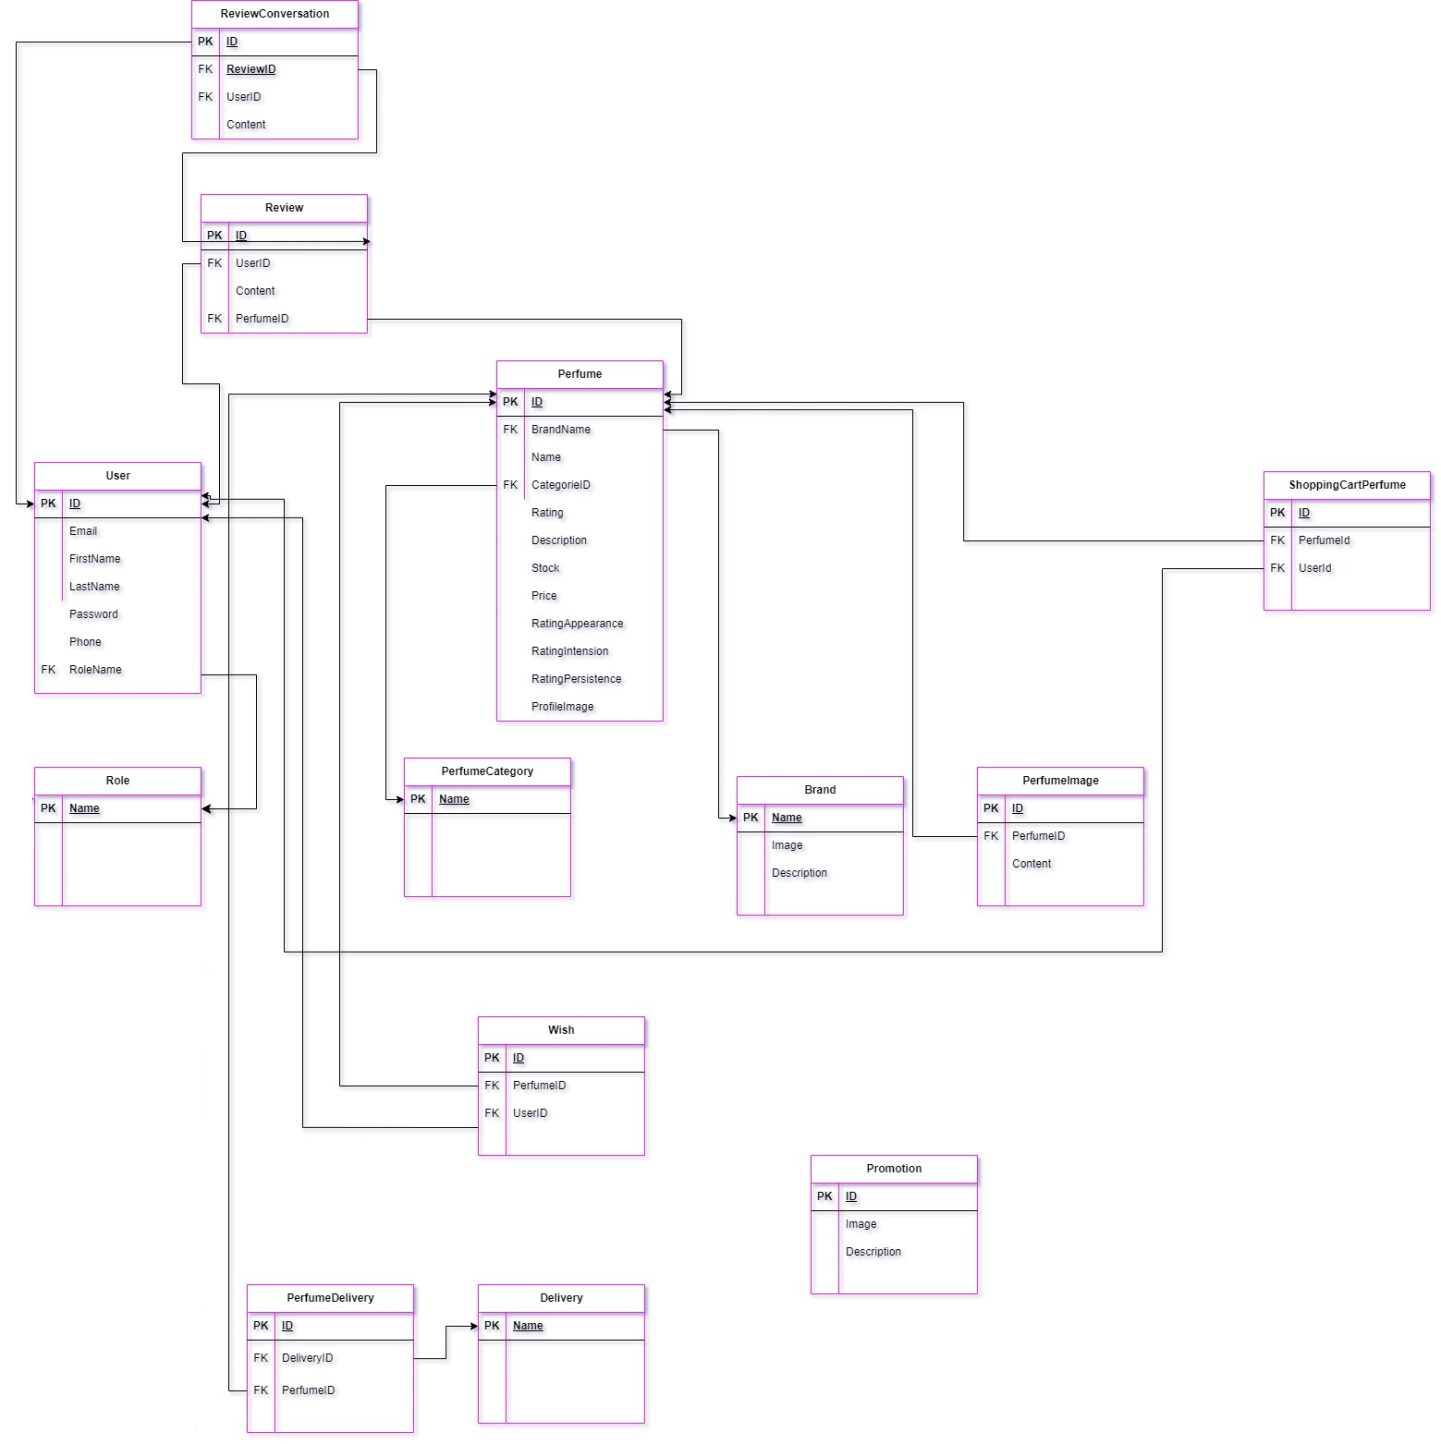 ReviewConversation
PK ID
FK ReviewID
FK UserID
Content
Review
PK ID
FK UserID
Content
FK PerfumeID
Perfume
PK ID
FK BrandName
Name
FK CategorieID
Rating
Description
Stock
Price
RatingAppearance
RatingIntension
RatingPersistence
ProfileImage
User
PK ID
Email
FirstName
LastName
Password
Phone
FK RoleName
ShoppingCartPerfume
PK ID
FK PerfumeId
FK UserId
Role
PK Name
PerfumeCategory
PK Name
Brand
PK Name
Image
Description
PerfumeImage
PK ID
FK PerfumeID
Content
Wish
PK ID
FK PerfumeID
FK UserID
Promotion
PK ID
Image
Description
PerfumeDelivery
PK ID
FK DeliveryID
FK PerfumeID
Delivery
PK Name